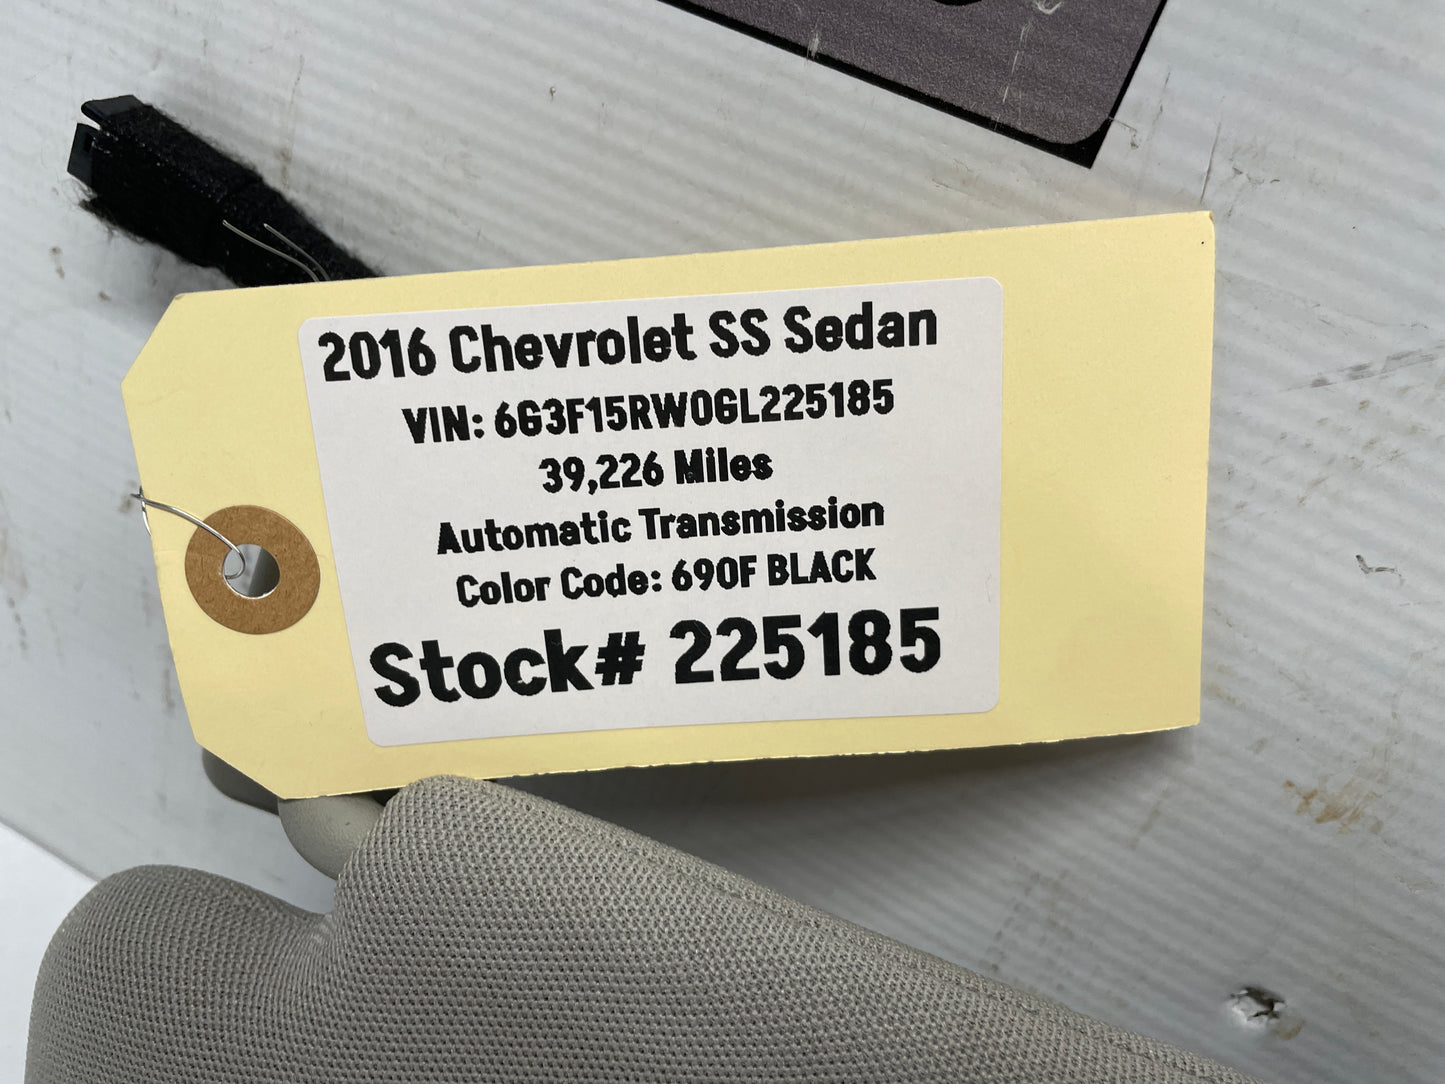 2016 Chevrolet SS Sedan
VIN: 6G3F15RW0GL225185
39,226 Miles
Automatic Transmission
Color Code: 690F BLACK
Stock# 225185